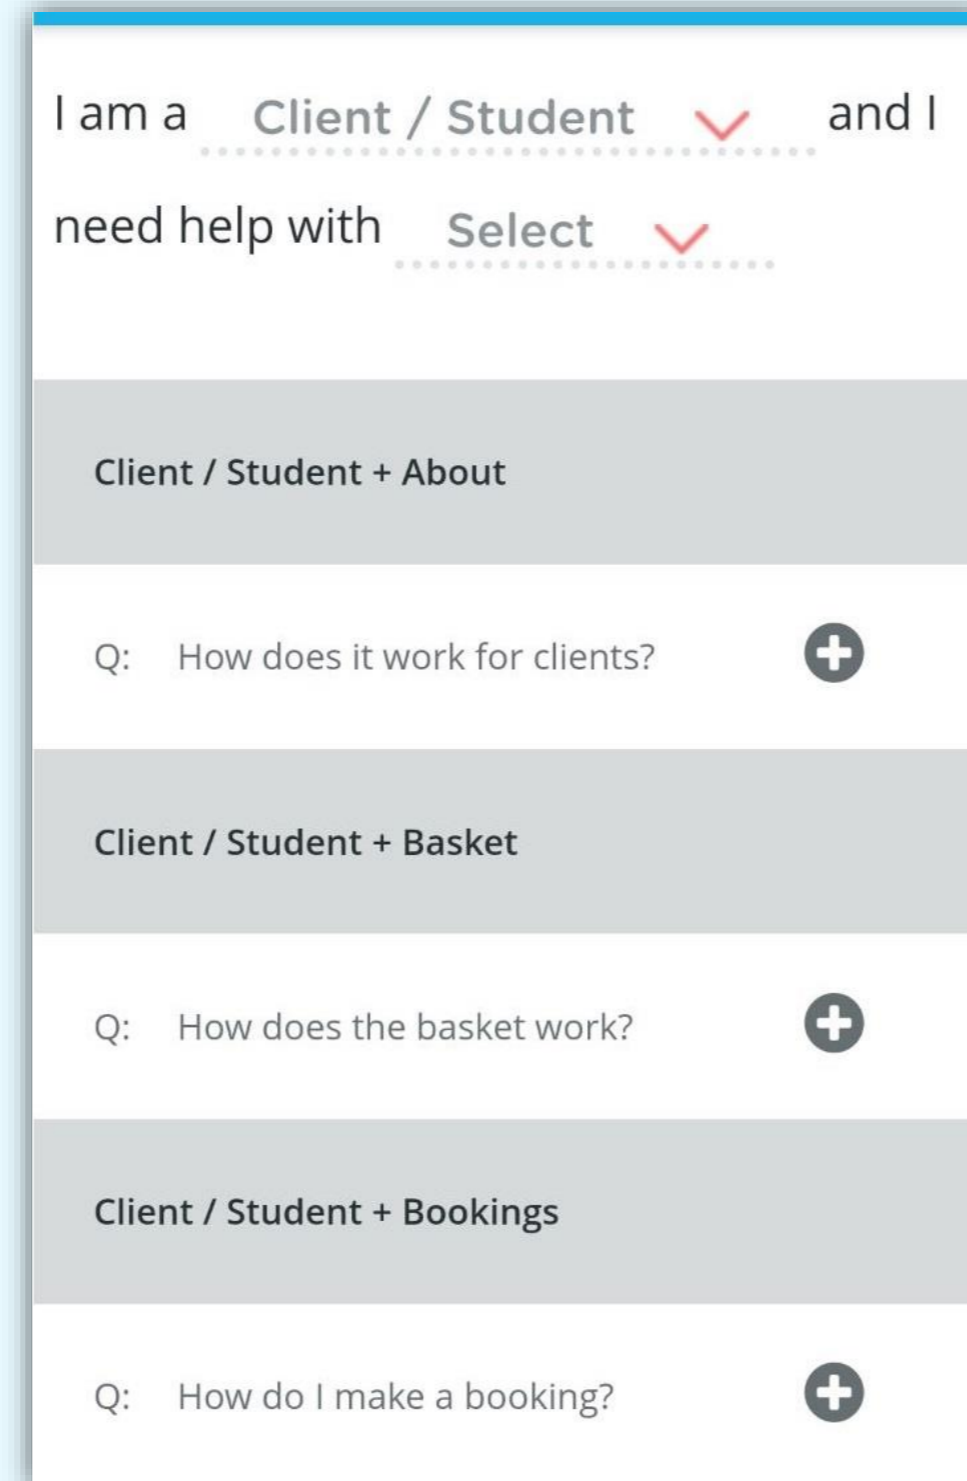 I am a Client / Student and I
need help with Select
Client / Student + About
Q: How does it work for clients?
Client / Student + Basket
Q: How does the basket work?
Client / Student + Bookings
Q: How do I make a booking?